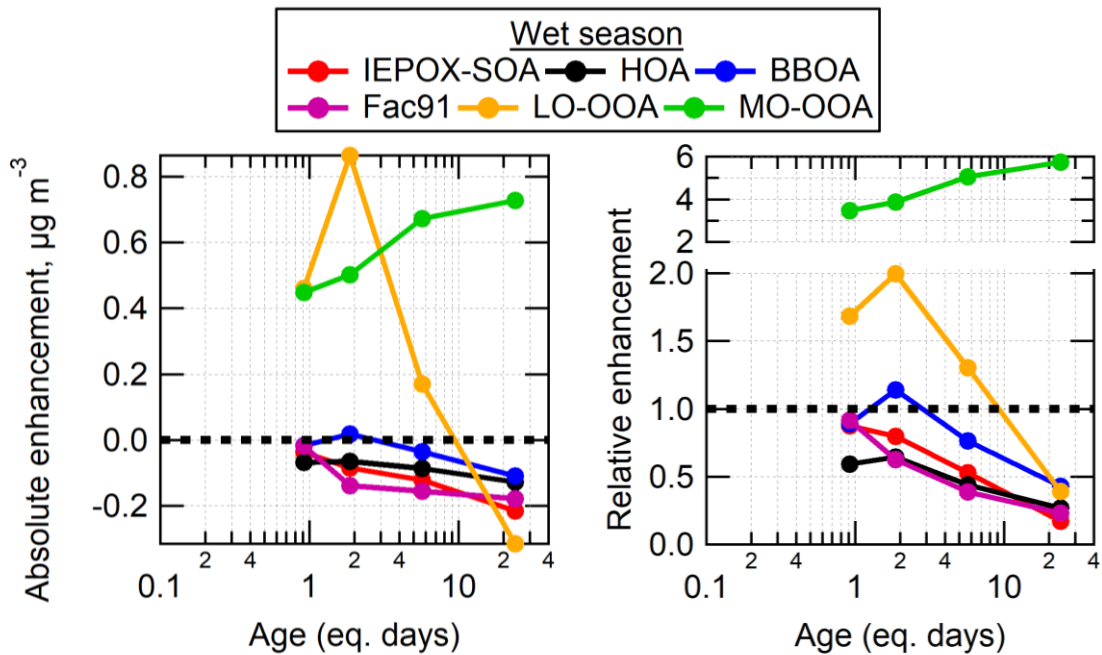 Wet season
IEPOX-SOA HOA BBOA
Fac91 LO-OOA MO-OOA
Absolute enhancement, µg m⁻³
0.8
0.6
0.4
0.2
0.0
-0.2
0.1 2 4 1 2 4 10 2 4
Age (eq. days)
Relative enhancement
6
4
2
2.0
1.5
1.0
0.5
0.0
0.1 2 4 1 2 4 10 2 4
Age (eq. days)